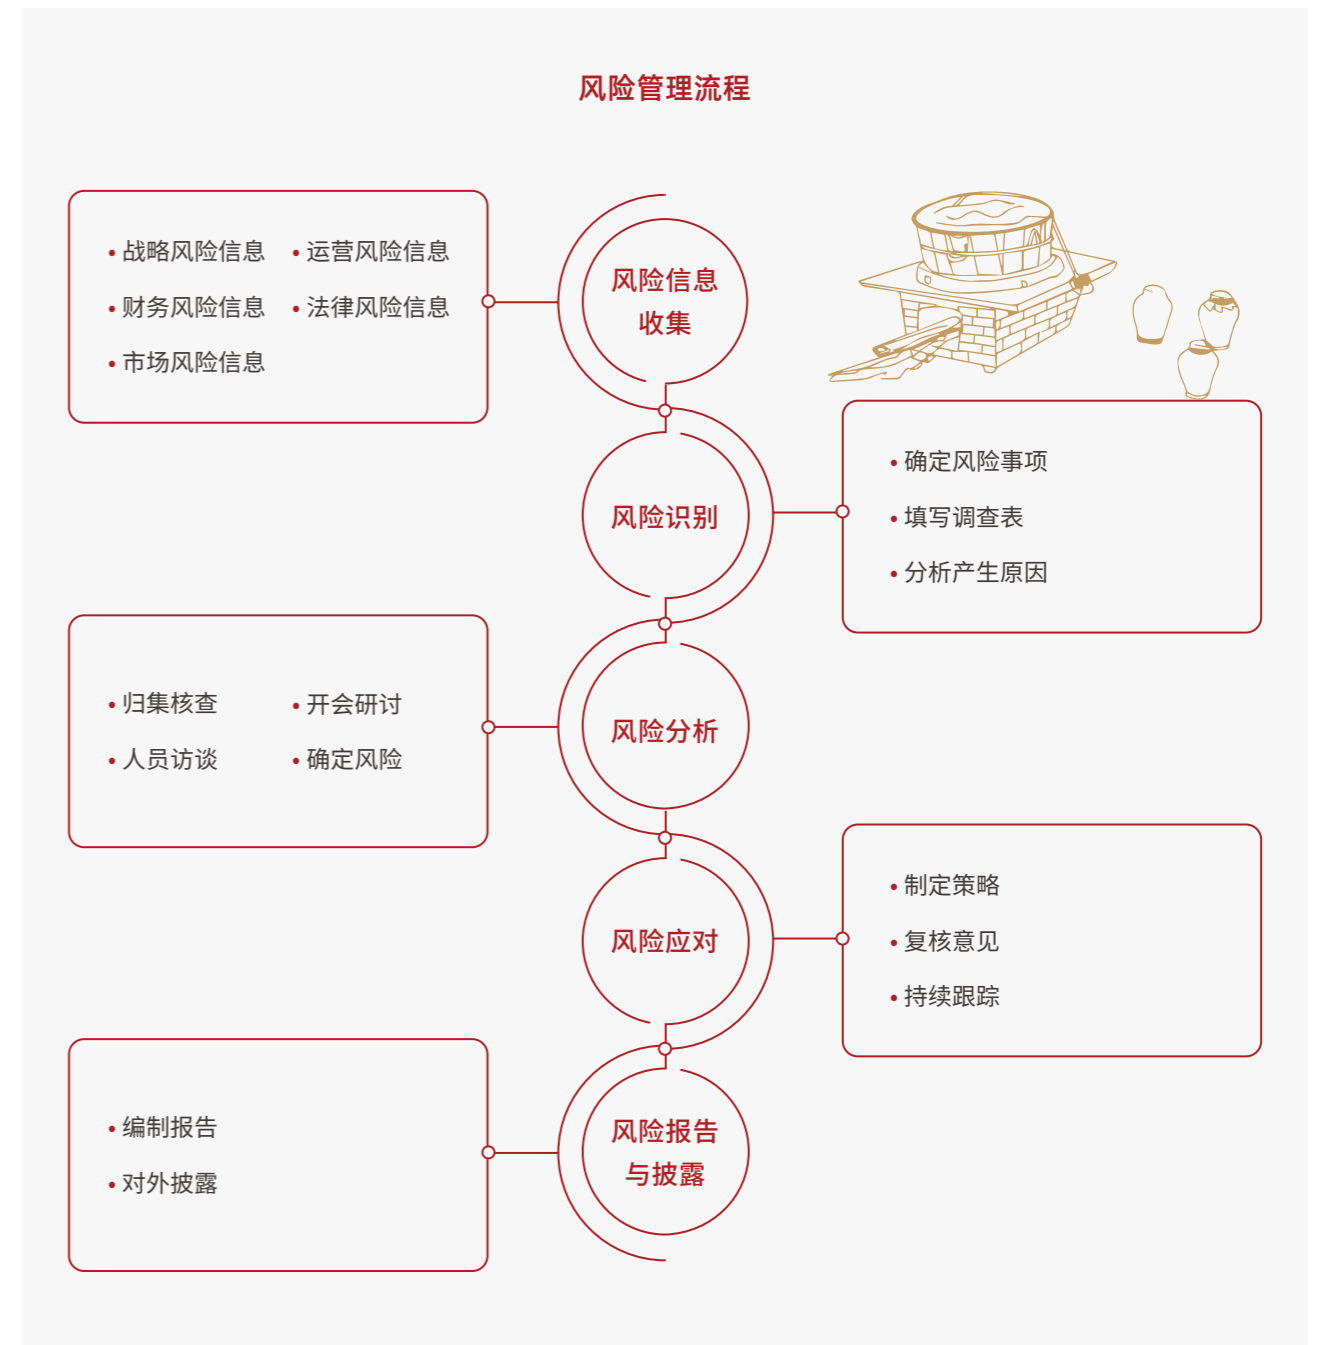 风险管理流程
• 战略风险信息 • 运营风险信息
• 财务风险信息 • 法律风险信息
• 市场风险信息
风险信息
收集
风险识别
• 确定风险事项
• 填写调查表
• 分析产生原因
• 归集核查 • 开会研讨
• 人员访谈 • 确定风险
风险分析
风险应对
• 制定策略
• 复核意见
• 持续跟踪
• 编制报告
• 对外披露
风险报告
与披露